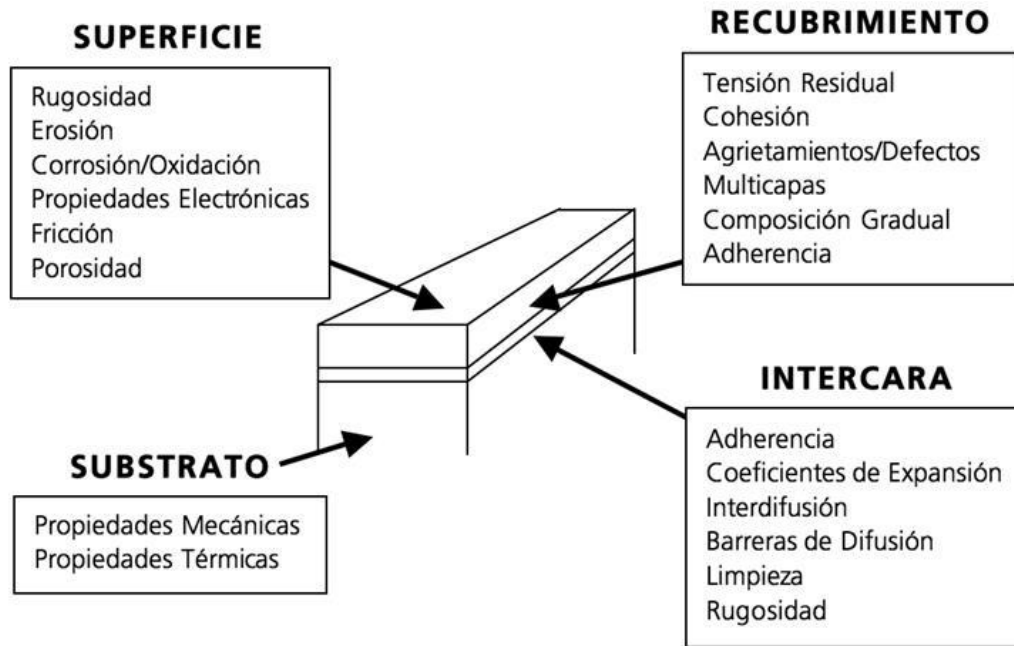 SUPERFICIE
Rugosidad
Erosión
Corrosión/Oxidación
Propiedades Electrónicas
Fricción
Porosidad
RECUBRIMIENTO
Tensión Residual
Cohesión
Agrietamientos/Defectos
Multicapas
Composición Gradual
Adherencia
SUBSTRATO
Propiedades Mecánicas
Propiedades Térmicas
INTERCARA
Adherencia
Coeficientes de Expansión
Interdifusión
Barreras de Difusión
Limpieza
Rugosidad